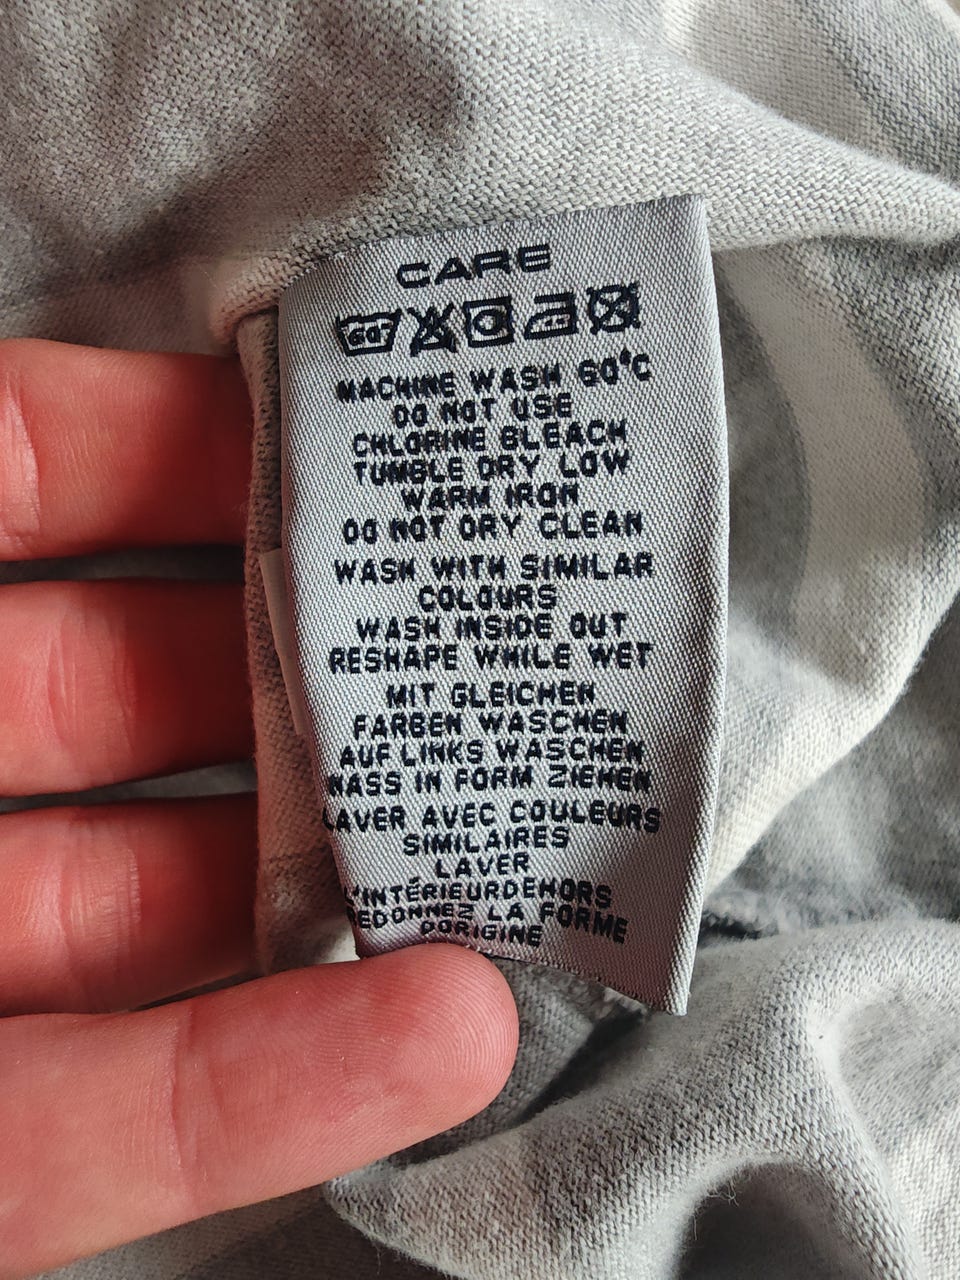 CARE
60
MACHINE WASH 60°C
DO NOT USE
CHLORINE BLEACH
TUMBLE DRY LOW
WARM IRON
DO NOT DRY CLEAN
WASH WITH SIMILAR
COLOURS
WASH INSIDE OUT
RESHAPE WHILE WET
MIT GLEICHEN
FARBEN WASCHEN
AUF LINKS WASCHEN
NASS IN FORM ZIEHEN
LAVER AVEC COULEURS
SIMILAIRES
LAVER
L'INTÉRIEURDEHORS
REDONNEZ LA FORME
DORIGINE